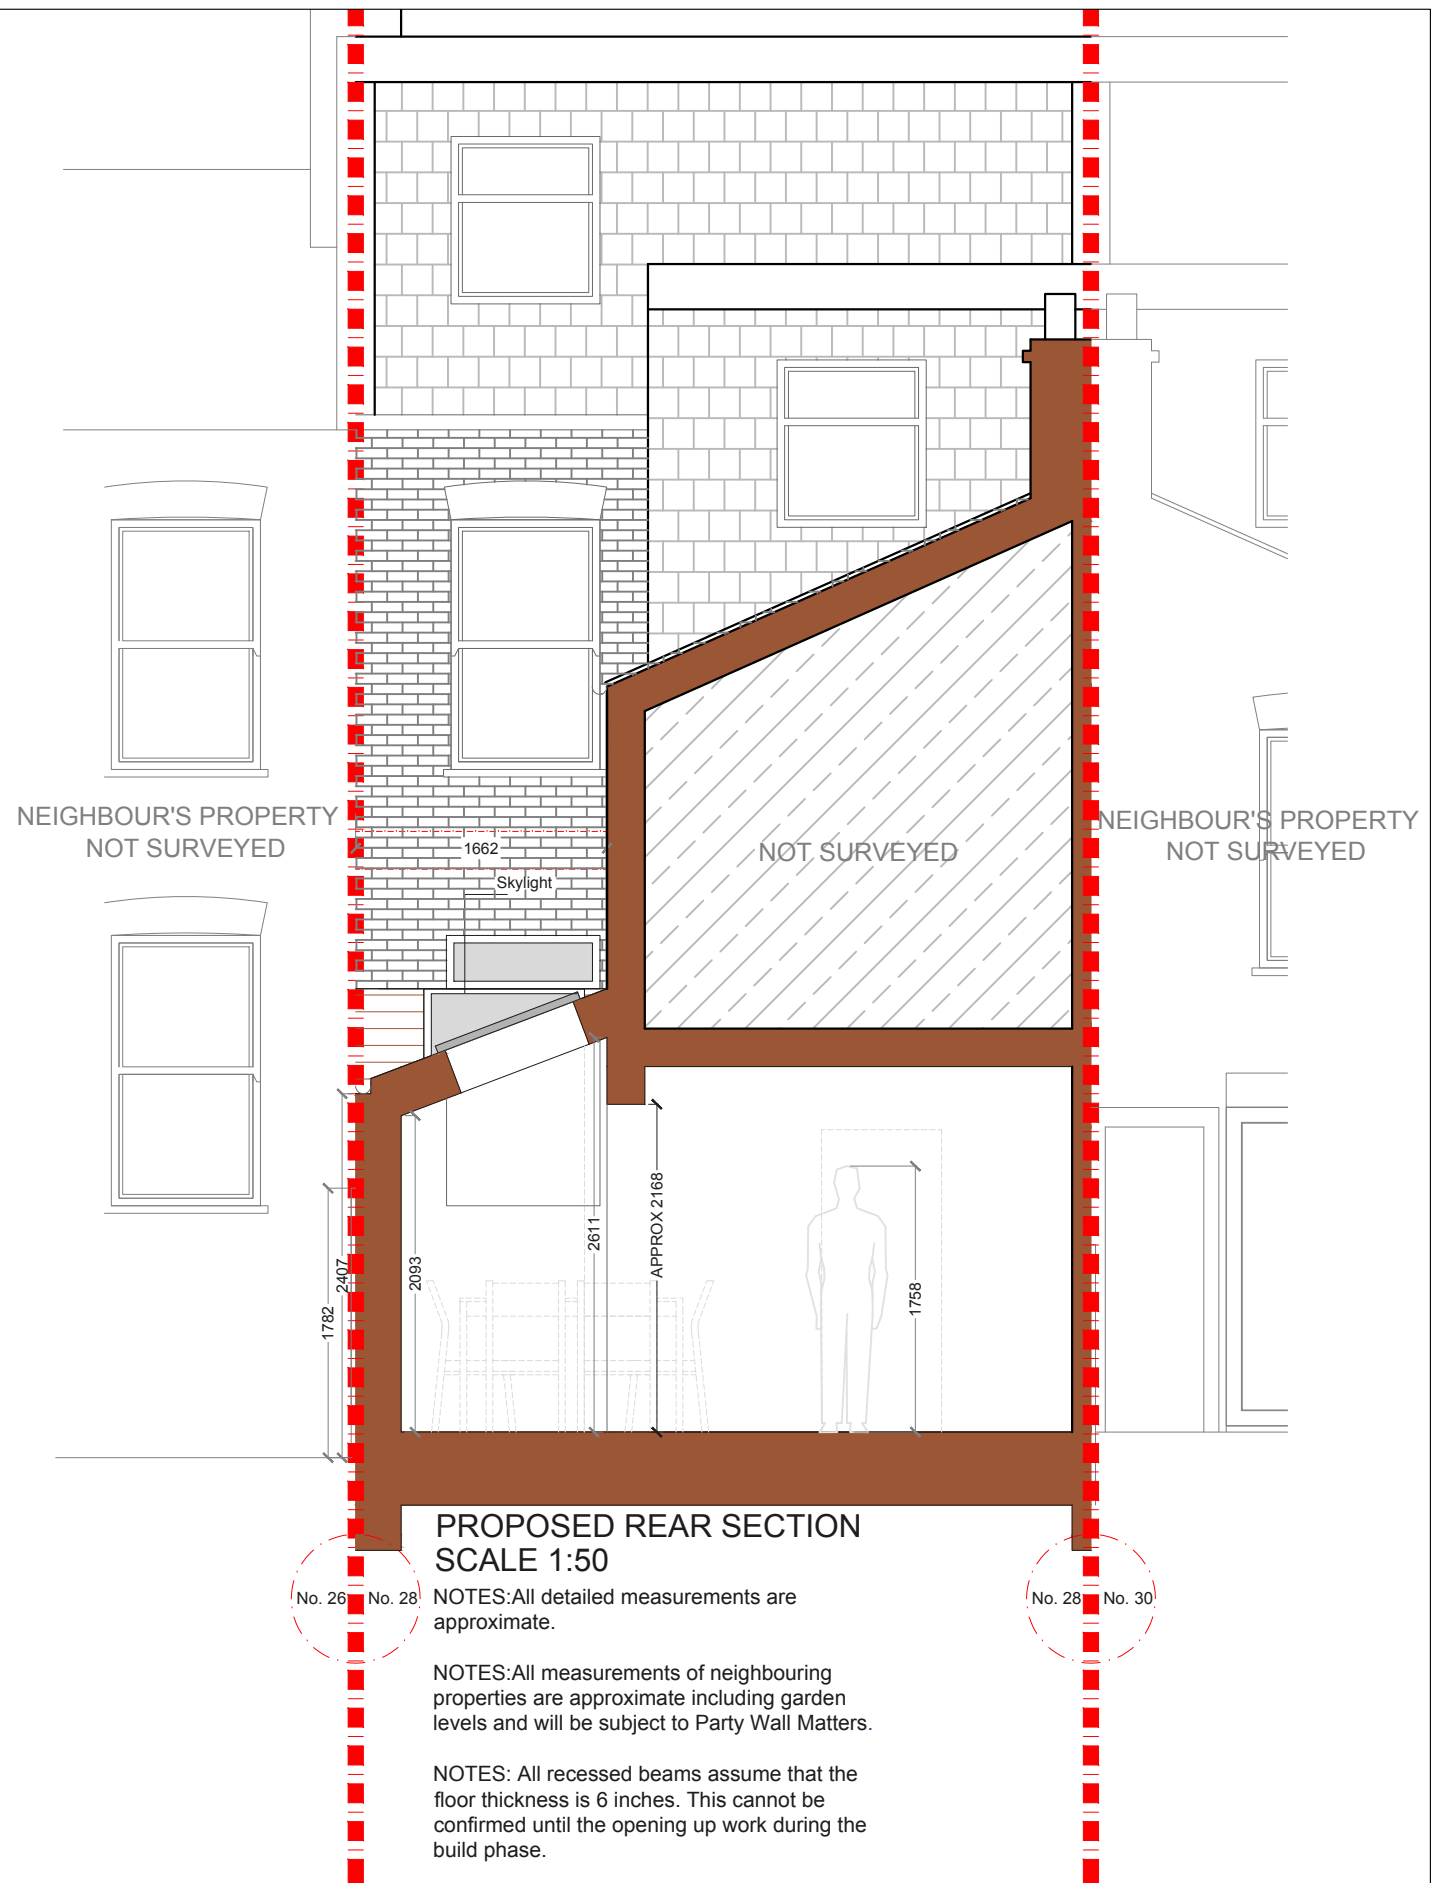 NEIGHBOUR'S PROPERTY
NOT SURVEYED
1662
Skylight
NOT SURVEYED
NEIGHBOUR'S PROPERTY
NOT SURVEYED
1782
2407
2093
2611
APPROX 2168
1758
PROPOSED REAR SECTION
SCALE 1:50
No. 26
No. 28
NOTES:All detailed measurements are
approximate.
NOTES:All measurements of neighbouring
properties are approximate including garden
levels and will be subject to Party Wall Matters.
NOTES: All recessed beams assume that the
floor thickness is 6 inches. This cannot be
confirmed until the opening up work during the
build phase.
No. 28
No. 30